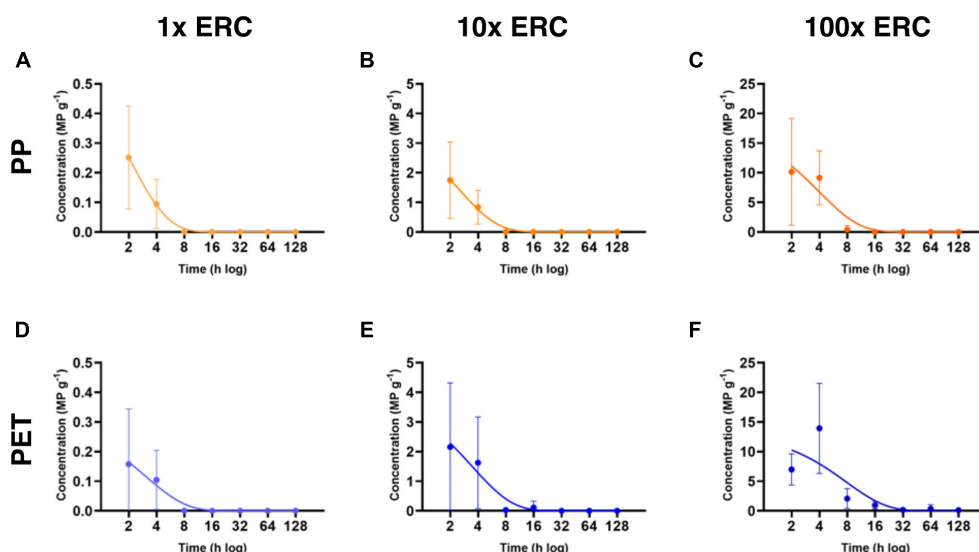 1x ERC 10x ERC 100x ERC
PP
A
Concentration (MP g⁻¹)
0.5
0.4
0.3
0.2
0.1
0.0
2 4 8 16 32 64 128
Time (h log)
B
Concentration (MP g⁻¹)
5
4
3
2
1
0
2 4 8 16 32 64 128
Time (h log)
C
Concentration (MP g⁻¹)
25
20
15
10
5
0
2 4 8 16 32 64 128
Time (h log)
PET
D
Concentration (MP g⁻¹)
0.5
0.4
0.3
0.2
0.1
0.0
2 4 8 16 32 64 128
Time (h log)
E
Concentration (MP g⁻¹)
5
4
3
2
1
0
2 4 8 16 32 64 128
Time (h log)
F
Concentration (MP g⁻¹)
25
20
15
10
5
0
2 4 8 16 32 64 128
Time (h log)